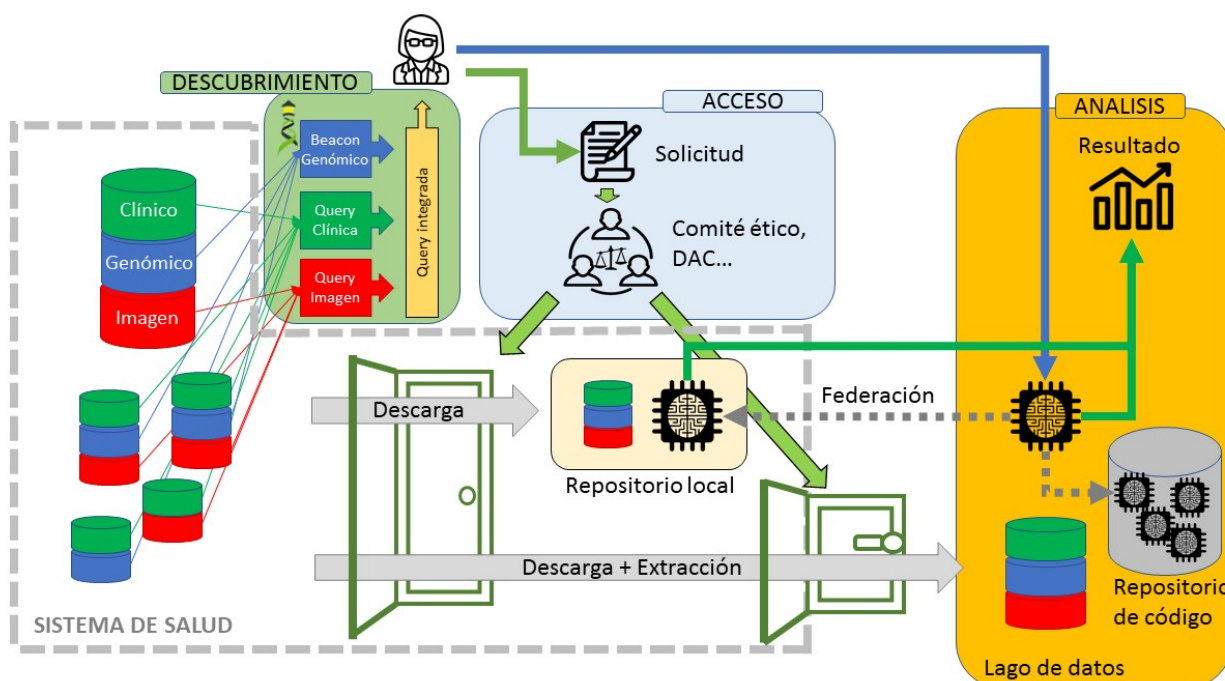 DESCUBRIMIENTO
Beacon
Genómico
Query
Clínica
Query
Imagen
Query integrada
ACCESO
Solicitud
Comité ético,
DAC...
ANALISIS
Resultado
Clínico
Genómico
Imagen
Descarga
Repositorio local
Federación
Descarga + Extracción
SISTEMA DE SALUD
Repositorio
de código
Lago de datos